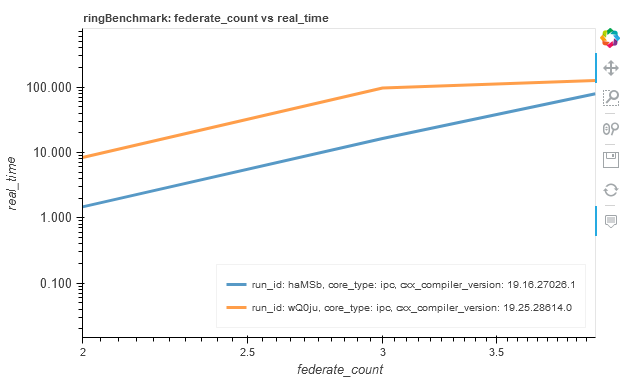 ringBenchmark: federate_count vs real_time
real_time
100.000
10.000
1.000
0.100
run_id: haMSb, core_type: ipc, cxx_compiler_version: 19.16.27026.1
run_id: wQ0ju, core_type: ipc, cxx_compiler_version: 19.25.28614.0
2
2.5
3
3.5
federate_count